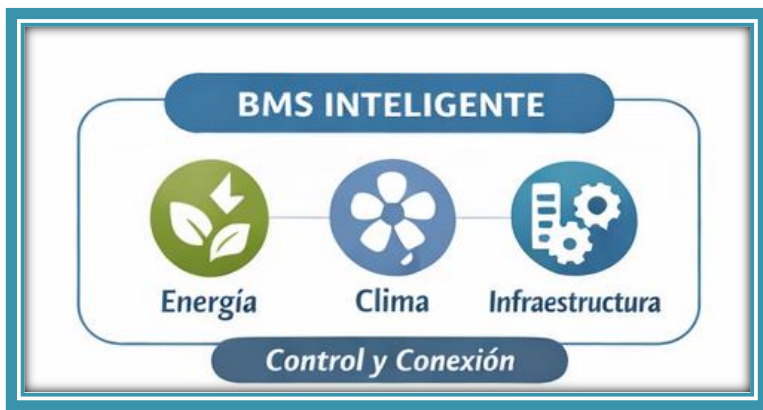 BMS INTELIGENTE
Energía
Clima
Infraestructura
Control y Conexión